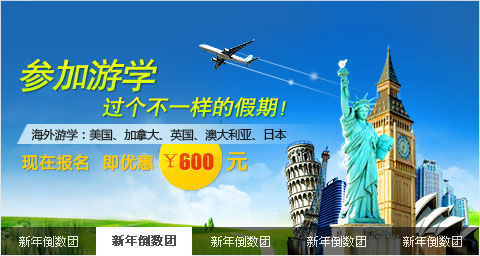 参加游学
过个不一样的假期!
海外游学:美国、加拿大、英国、澳大利亚、日本
现在报名 即优惠 ¥600 元
新年倒数团 新年倒数团 新年倒数团 新年倒数团 新年倒数团